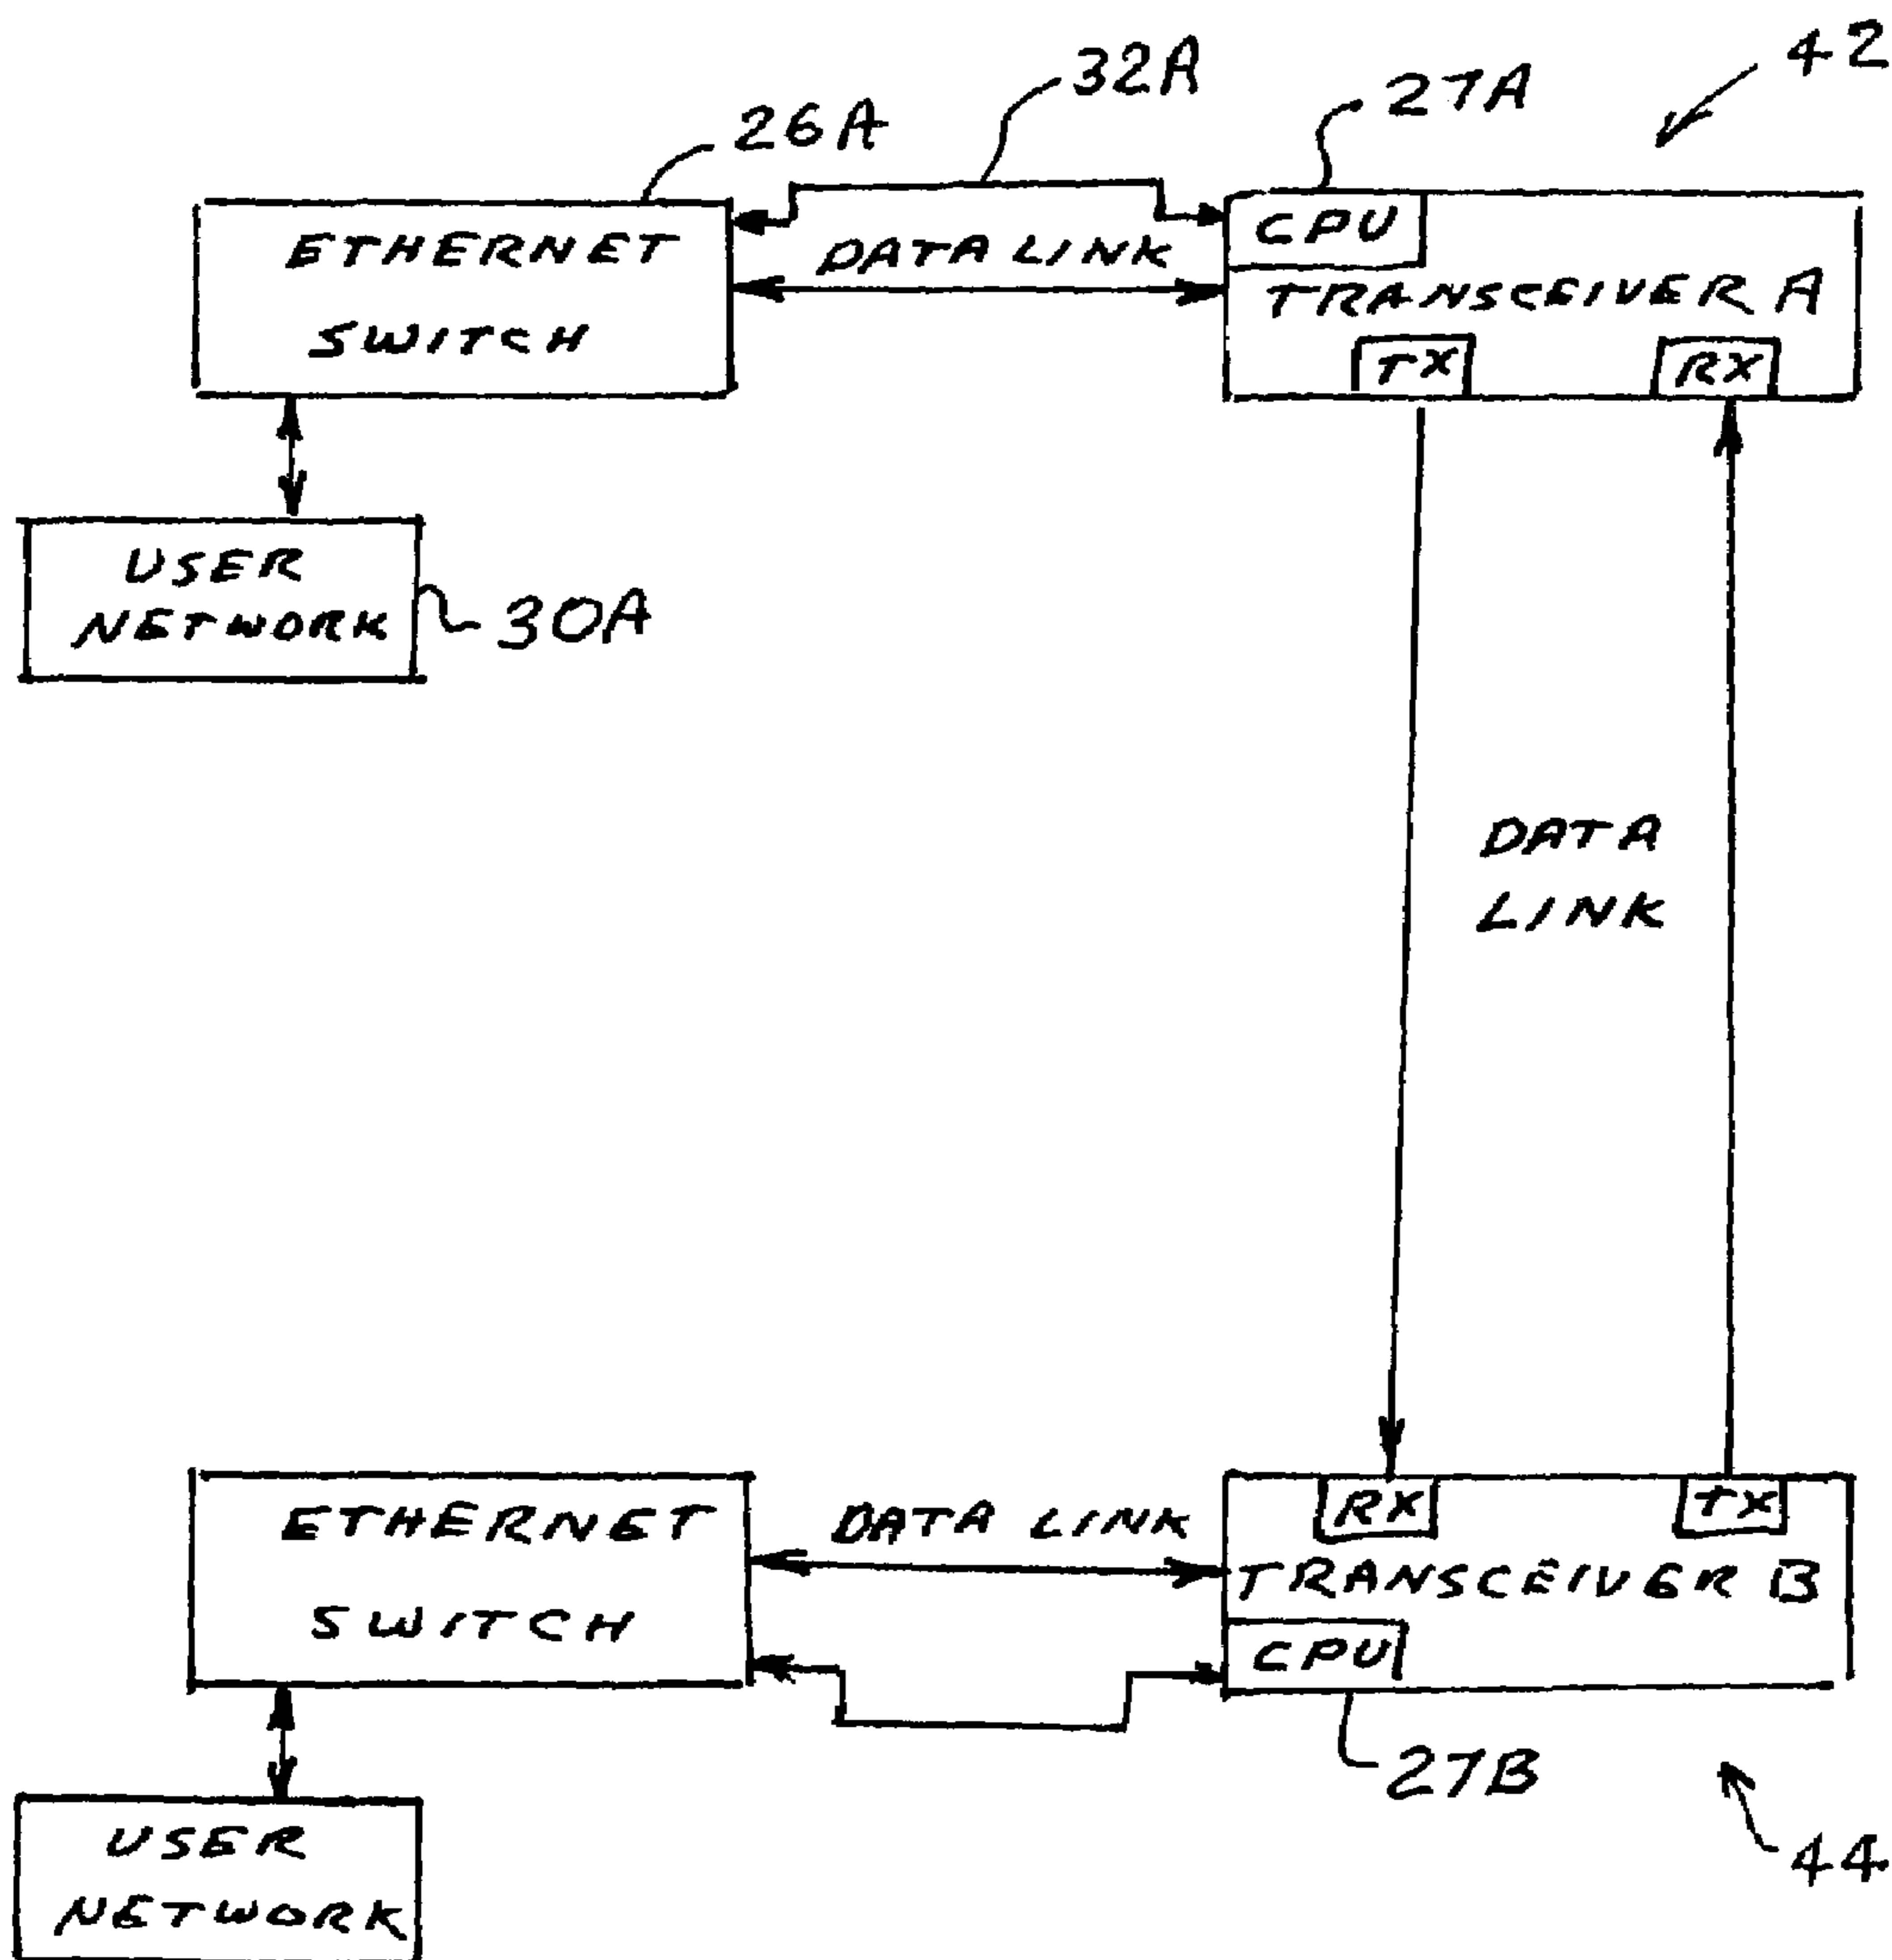 42
32A
27A
26A
CPU
ETHERNET
SWITCH
DATA LINK
TRANSCEIVER A
TX
RX
USER
NETWORK
30A
DATA
LINK
ETHERNET
SWITCH
DATA LINK
RX
TX
TRANSCEIVER B
CPU
27B
44
USER
NETWORK